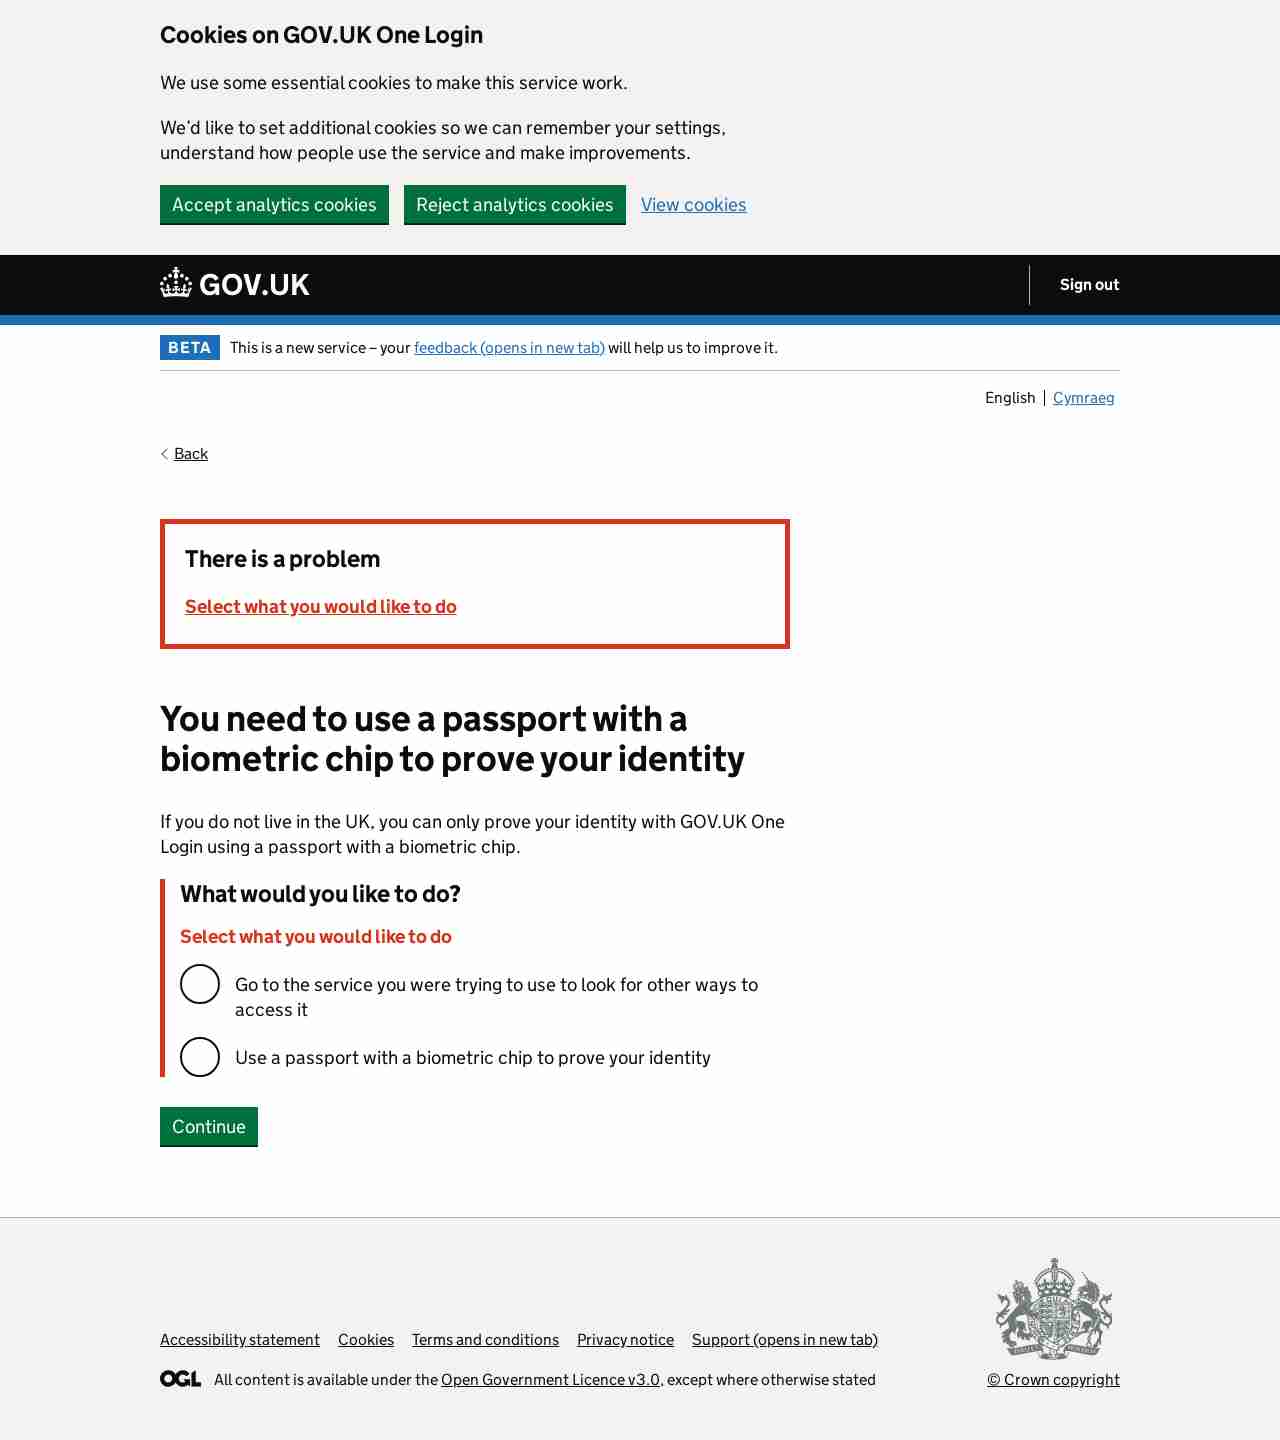 Cookies on GOV.UK One Login
We use some essential cookies to make this service work.
We’d like to set additional cookies so we can remember your settings,
understand how people use the service and make improvements.
Accept analytics cookies Reject analytics cookies View cookies
GOV.UK Sign out
BETA This is a new service – your feedback (opens in new tab) will help us to improve it.
English Cymraeg
Back
There is a problem
Select what you would like to do
You need to use a passport with a
biometric chip to prove your identity
If you do not live in the UK, you can only prove your identity with GOV.UK One
Login using a passport with a biometric chip.
What would you like to do?
Select what you would like to do
Go to the service you were trying to use to look for other ways to
access it
Use a passport with a biometric chip to prove your identity
Continue
Accessibility statement Cookies Terms and conditions Privacy notice Support (opens in new tab)
OGL All content is available under the Open Government Licence v3.0, except where otherwise stated
© Crown copyright